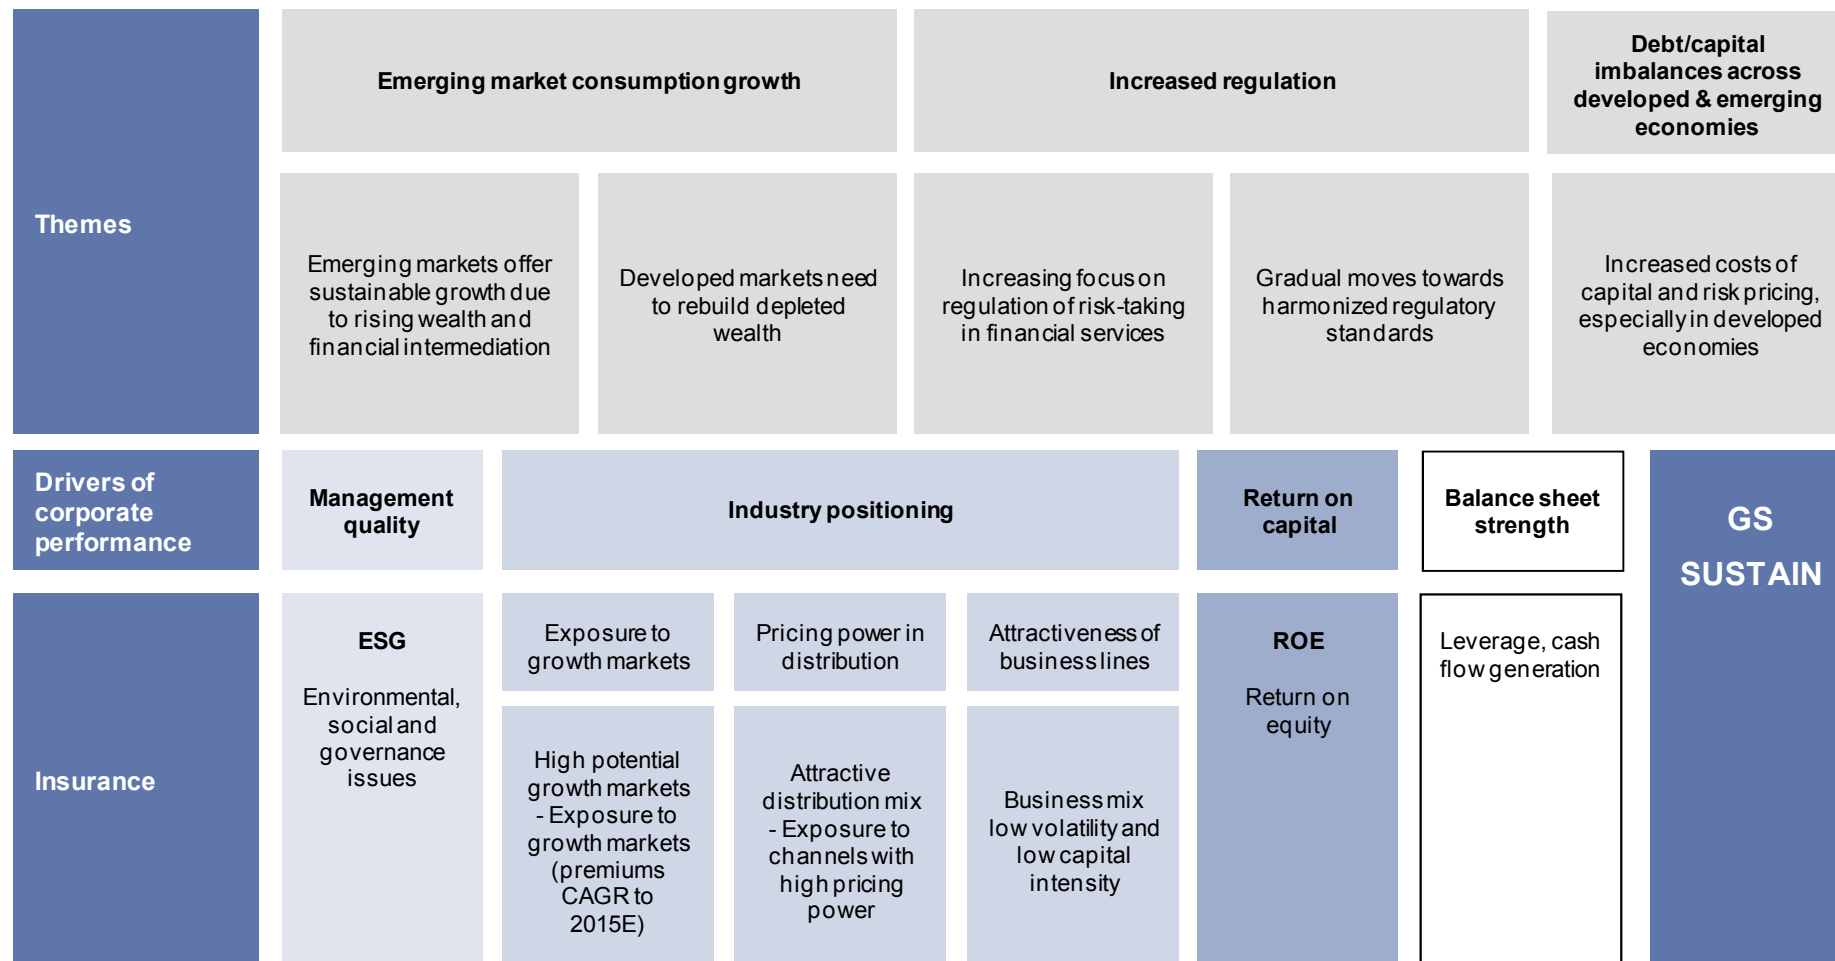 Themes
Emerging market consumption growth
Increased regulation
Debt/capital
imbalances across
developed & emerging
economies
Emerging markets offer
sustainable growth due
to rising wealth and
financial intermediation
Developed markets need
to rebuild depleted
wealth
Increasing focus on
regulation of risk-taking
in financial services
Gradual moves towards
harmonized regulatory
standards
Increased costs of
capital and risk pricing,
especially in developed
economies
Drivers of
corporate
performance
Management
quality
Industry positioning
Return on
capital
Balance sheet
strength
GS
SUSTAIN
Insurance
ESG
Environmental,
social and
governance
issues
Exposure to
growth markets
Pricing power in
distribution
Attractiveness of
business lines
High potential
growth markets
- Exposure to
growth markets
(premiums
CAGR to
2015E)
Attractive
distribution mix
- Exposure to
channels with
high pricing
power
Business mix
low volatility and
low capital
intensity
ROE
Return on
equity
Leverage, cash
flow generation